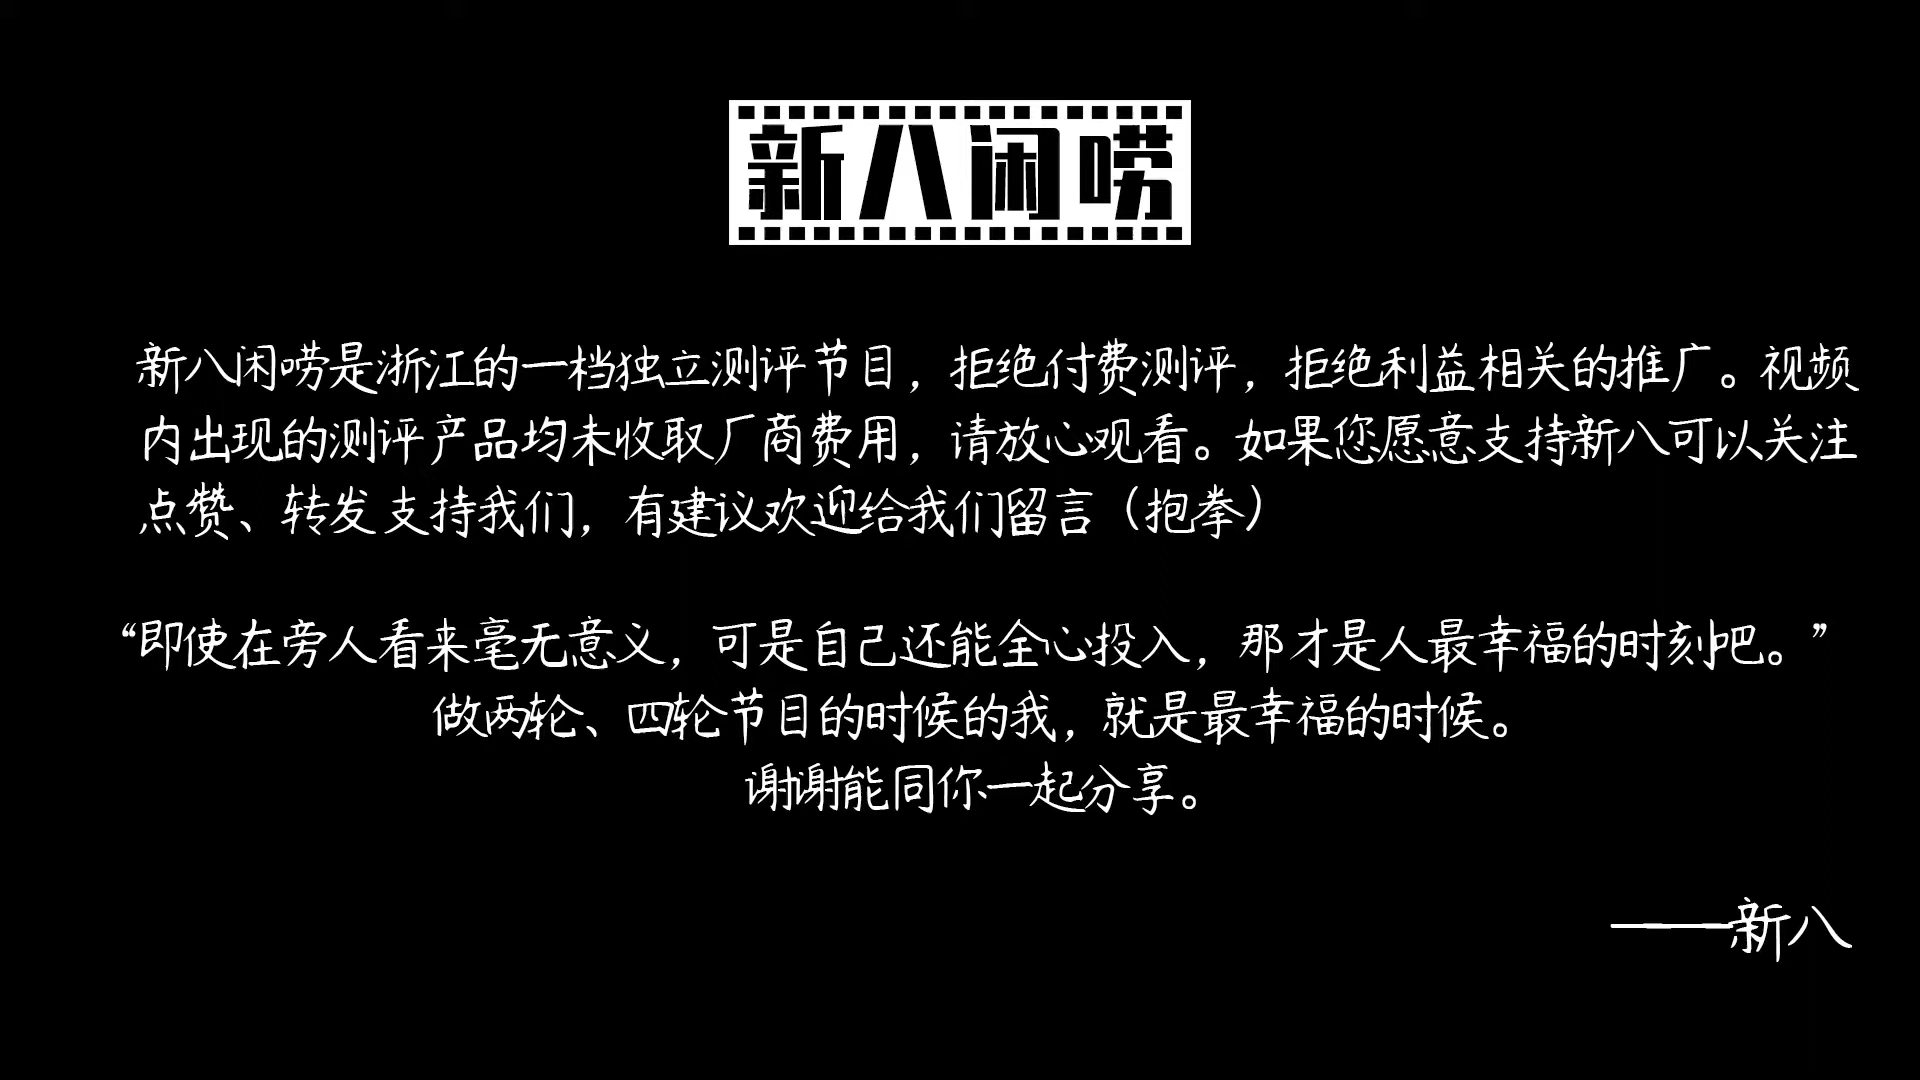 新八闲唠
新八闲唠是浙江的一档独立测评节目，拒绝付费测评，拒绝利益相关的推广。视频
内出现的测评产品均未收取厂商费用，请放心观看。如果您愿意支持新八可以关注
点赞、转发支持我们，有建议欢迎给我们留言（抱拳）
“即使在旁人看来毫无意义，可是自己还能全心投入，那才是人最幸福的时刻吧。”
做两轮、四轮节目的时候的我，就是最幸福的时候。
谢谢能同你一起分享。
——新八